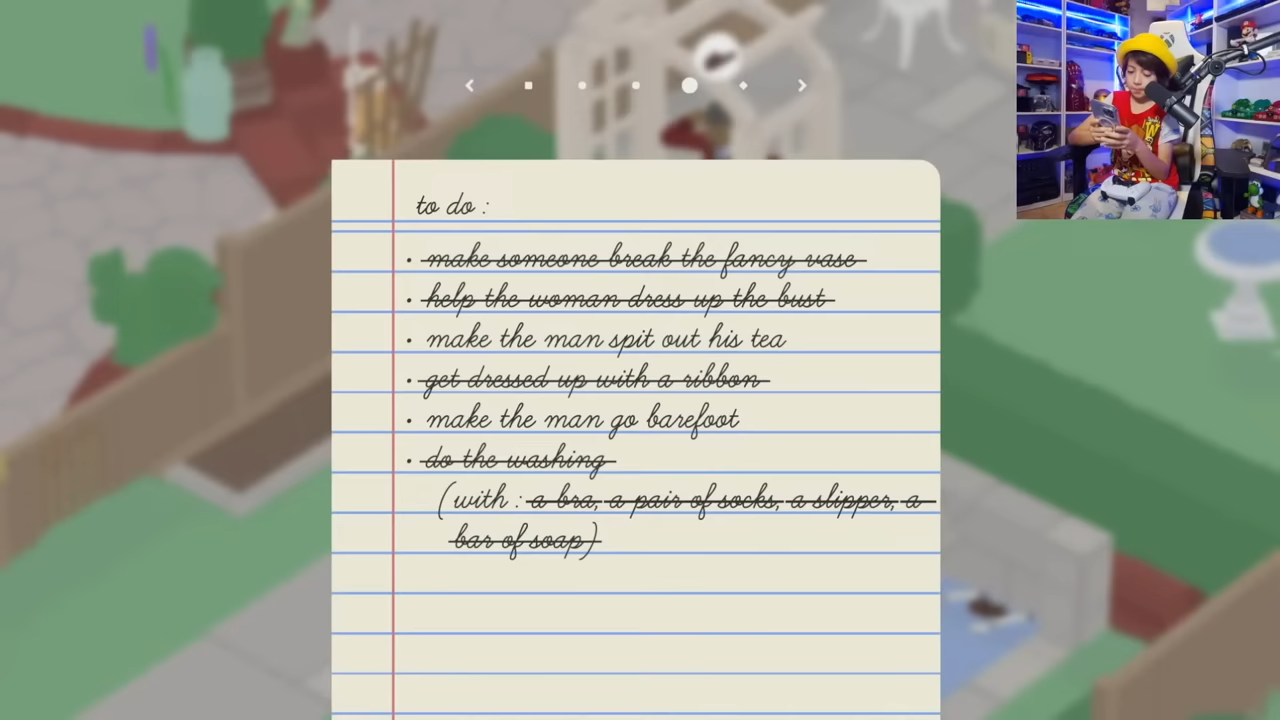 to do :
• make someone break the fancy vase
• help the woman dress up the bust
• make the man spit out his tea
• get dressed up with a ribbon
• make the man go barefoot
• do the washing
(with : a bra, a pair of socks, a slipper, a
bar of soap)